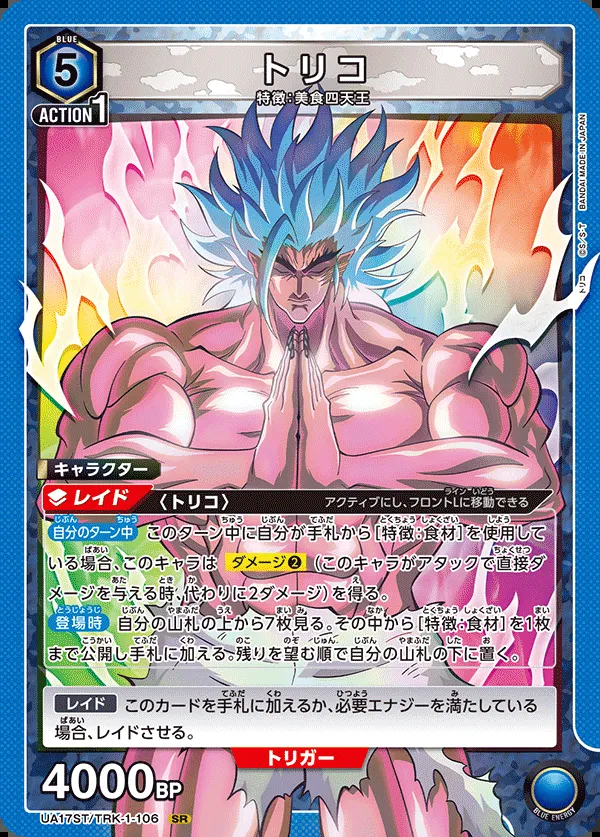 BLUE
5
ACTION 1
トリコ
特徴:美食四天王
トリコ ©S/S・T BANDAI MADE IN JAPAN
キャラクター
レイド 〈トリコ〉 アクティブにし、フロントLに移動できる
自分のターン中 このターン中に自分が手札から[特徴:食材]を使用して
いる場合、このキャラは ダメージ❷ (このキャラがアタックで直接ダ
メージを与える時、代わりに2ダメージ)を得る。
登場時 自分の山札の上から7枚見る。その中から[特徴:食材]を1枚
まで公開し手札に加える。残りを望む順で自分の山札の下に置く。
レイド このカードを手札に加えるか、必要エナジーを満たしている
場合、レイドさせる。
トリガー
4000BP
UA17ST/TRK-1-106 SR
BLUE ENERGY